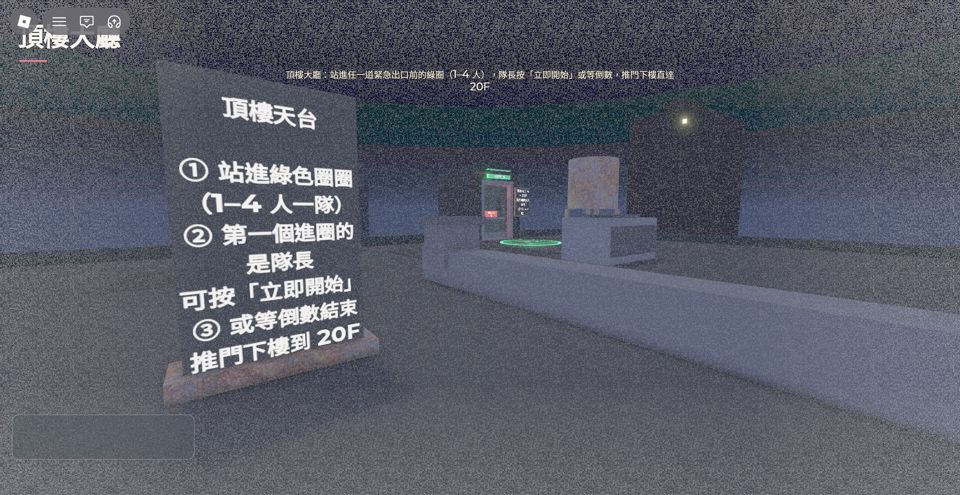 頂樓大廳
頂樓大廳：站進任一道緊急出口前的綠圈（1–4 人），隊長按「立即開始」或等倒數，推門下樓直達
20F
頂樓天台
① 站進綠色圈圈
（1–4 人一隊）
② 第一個進圈的
是隊長
可按「立即開始」
③ 或等倒數結束
推門下樓到 20F